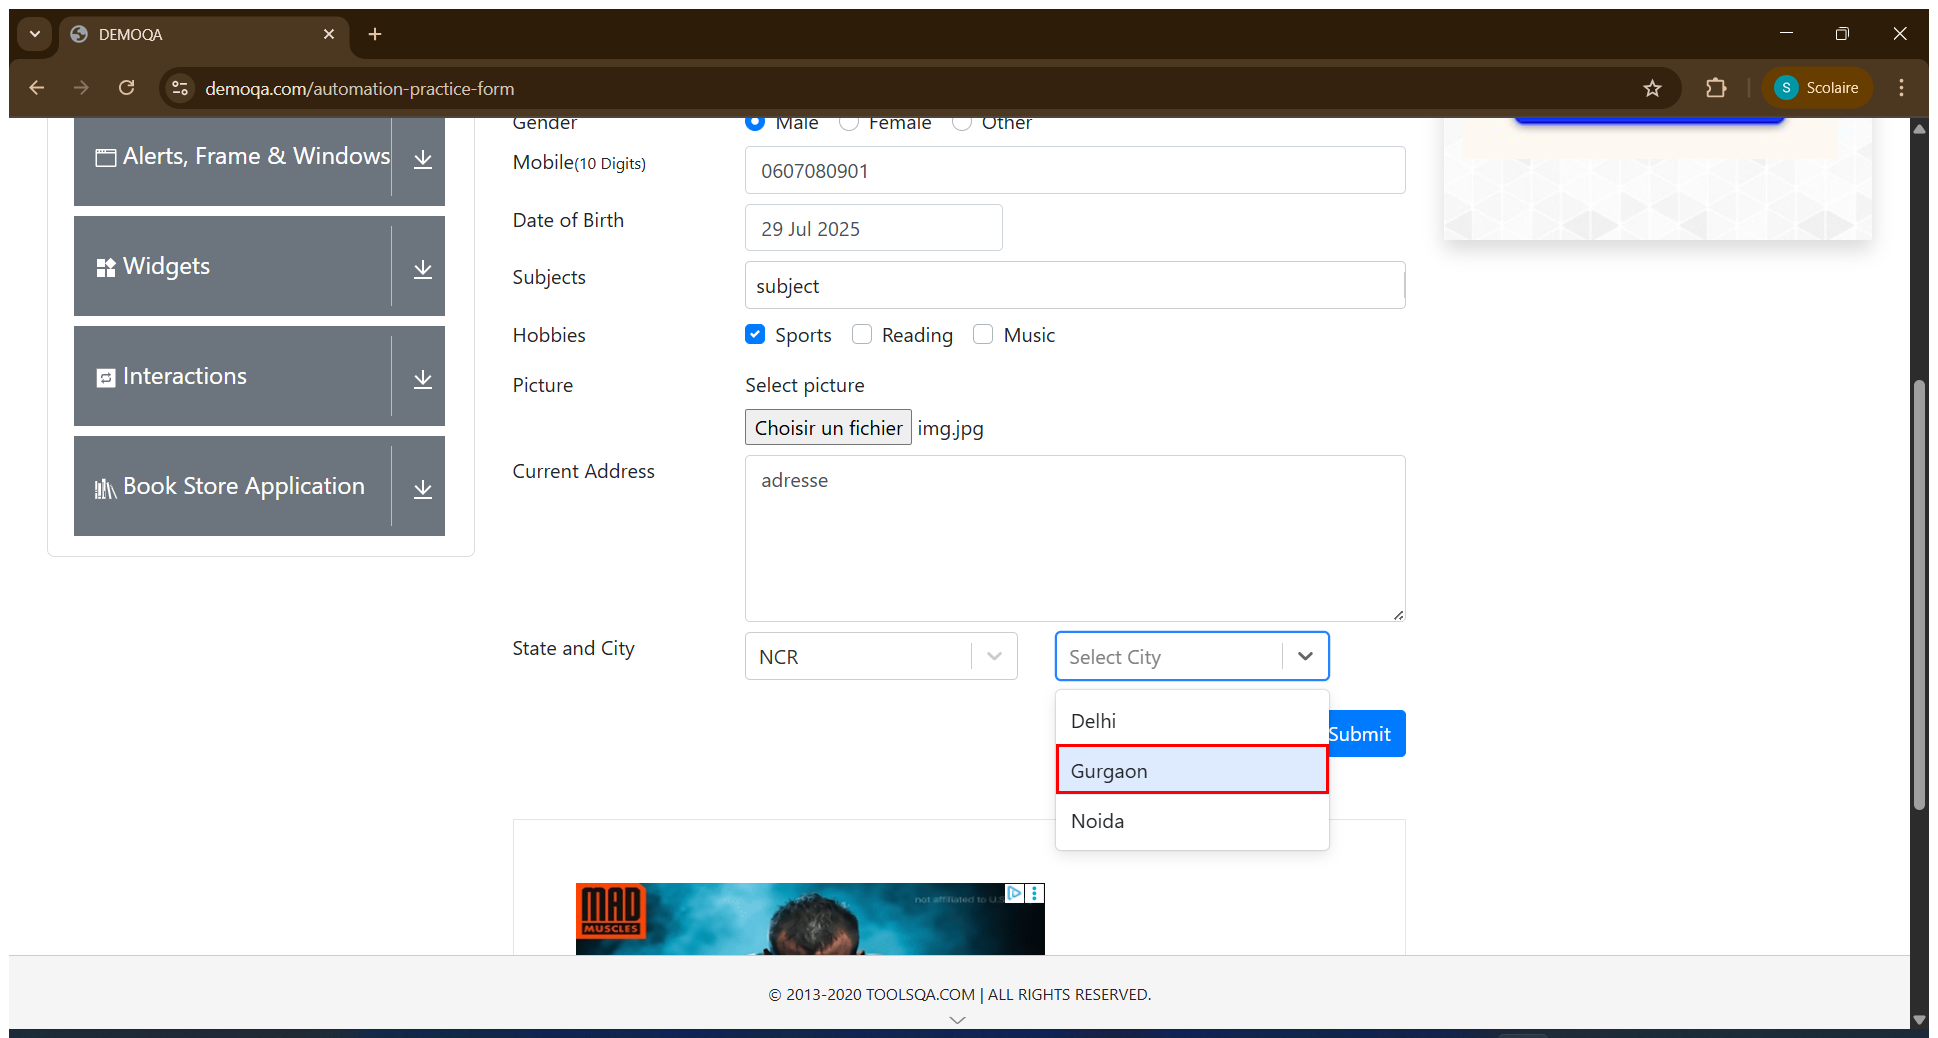 DEMOQA
demoqa.com/automation-practice-form
S Scolaire
Gender Male Female Other
Alerts, Frame & Windows
Mobile(10 Digits) 0607080901
Date of Birth 29 Jul 2025
Widgets
Subjects subject
Hobbies Sports Reading Music
Interactions
Picture Select picture
Choisir un fichier img.jpg
Current Address adresse
Book Store Application
State and City NCR Select City
Delhi
Submit
Gurgaon
Noida
MAD
MUSCLES
not affiliated to U.S
© 2013-2020 TOOLSQA.COM | ALL RIGHTS RESERVED.